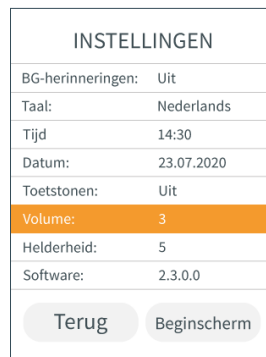 INSTELLINGEN
BG-herinneringen: Uit
Taal: Nederlands
Tijd 14:30
Datum: 23.07.2020
Toetstonen: Uit
Volume: 3
Helderheid: 5
Software: 2.3.0.0
Terug Beginscherm